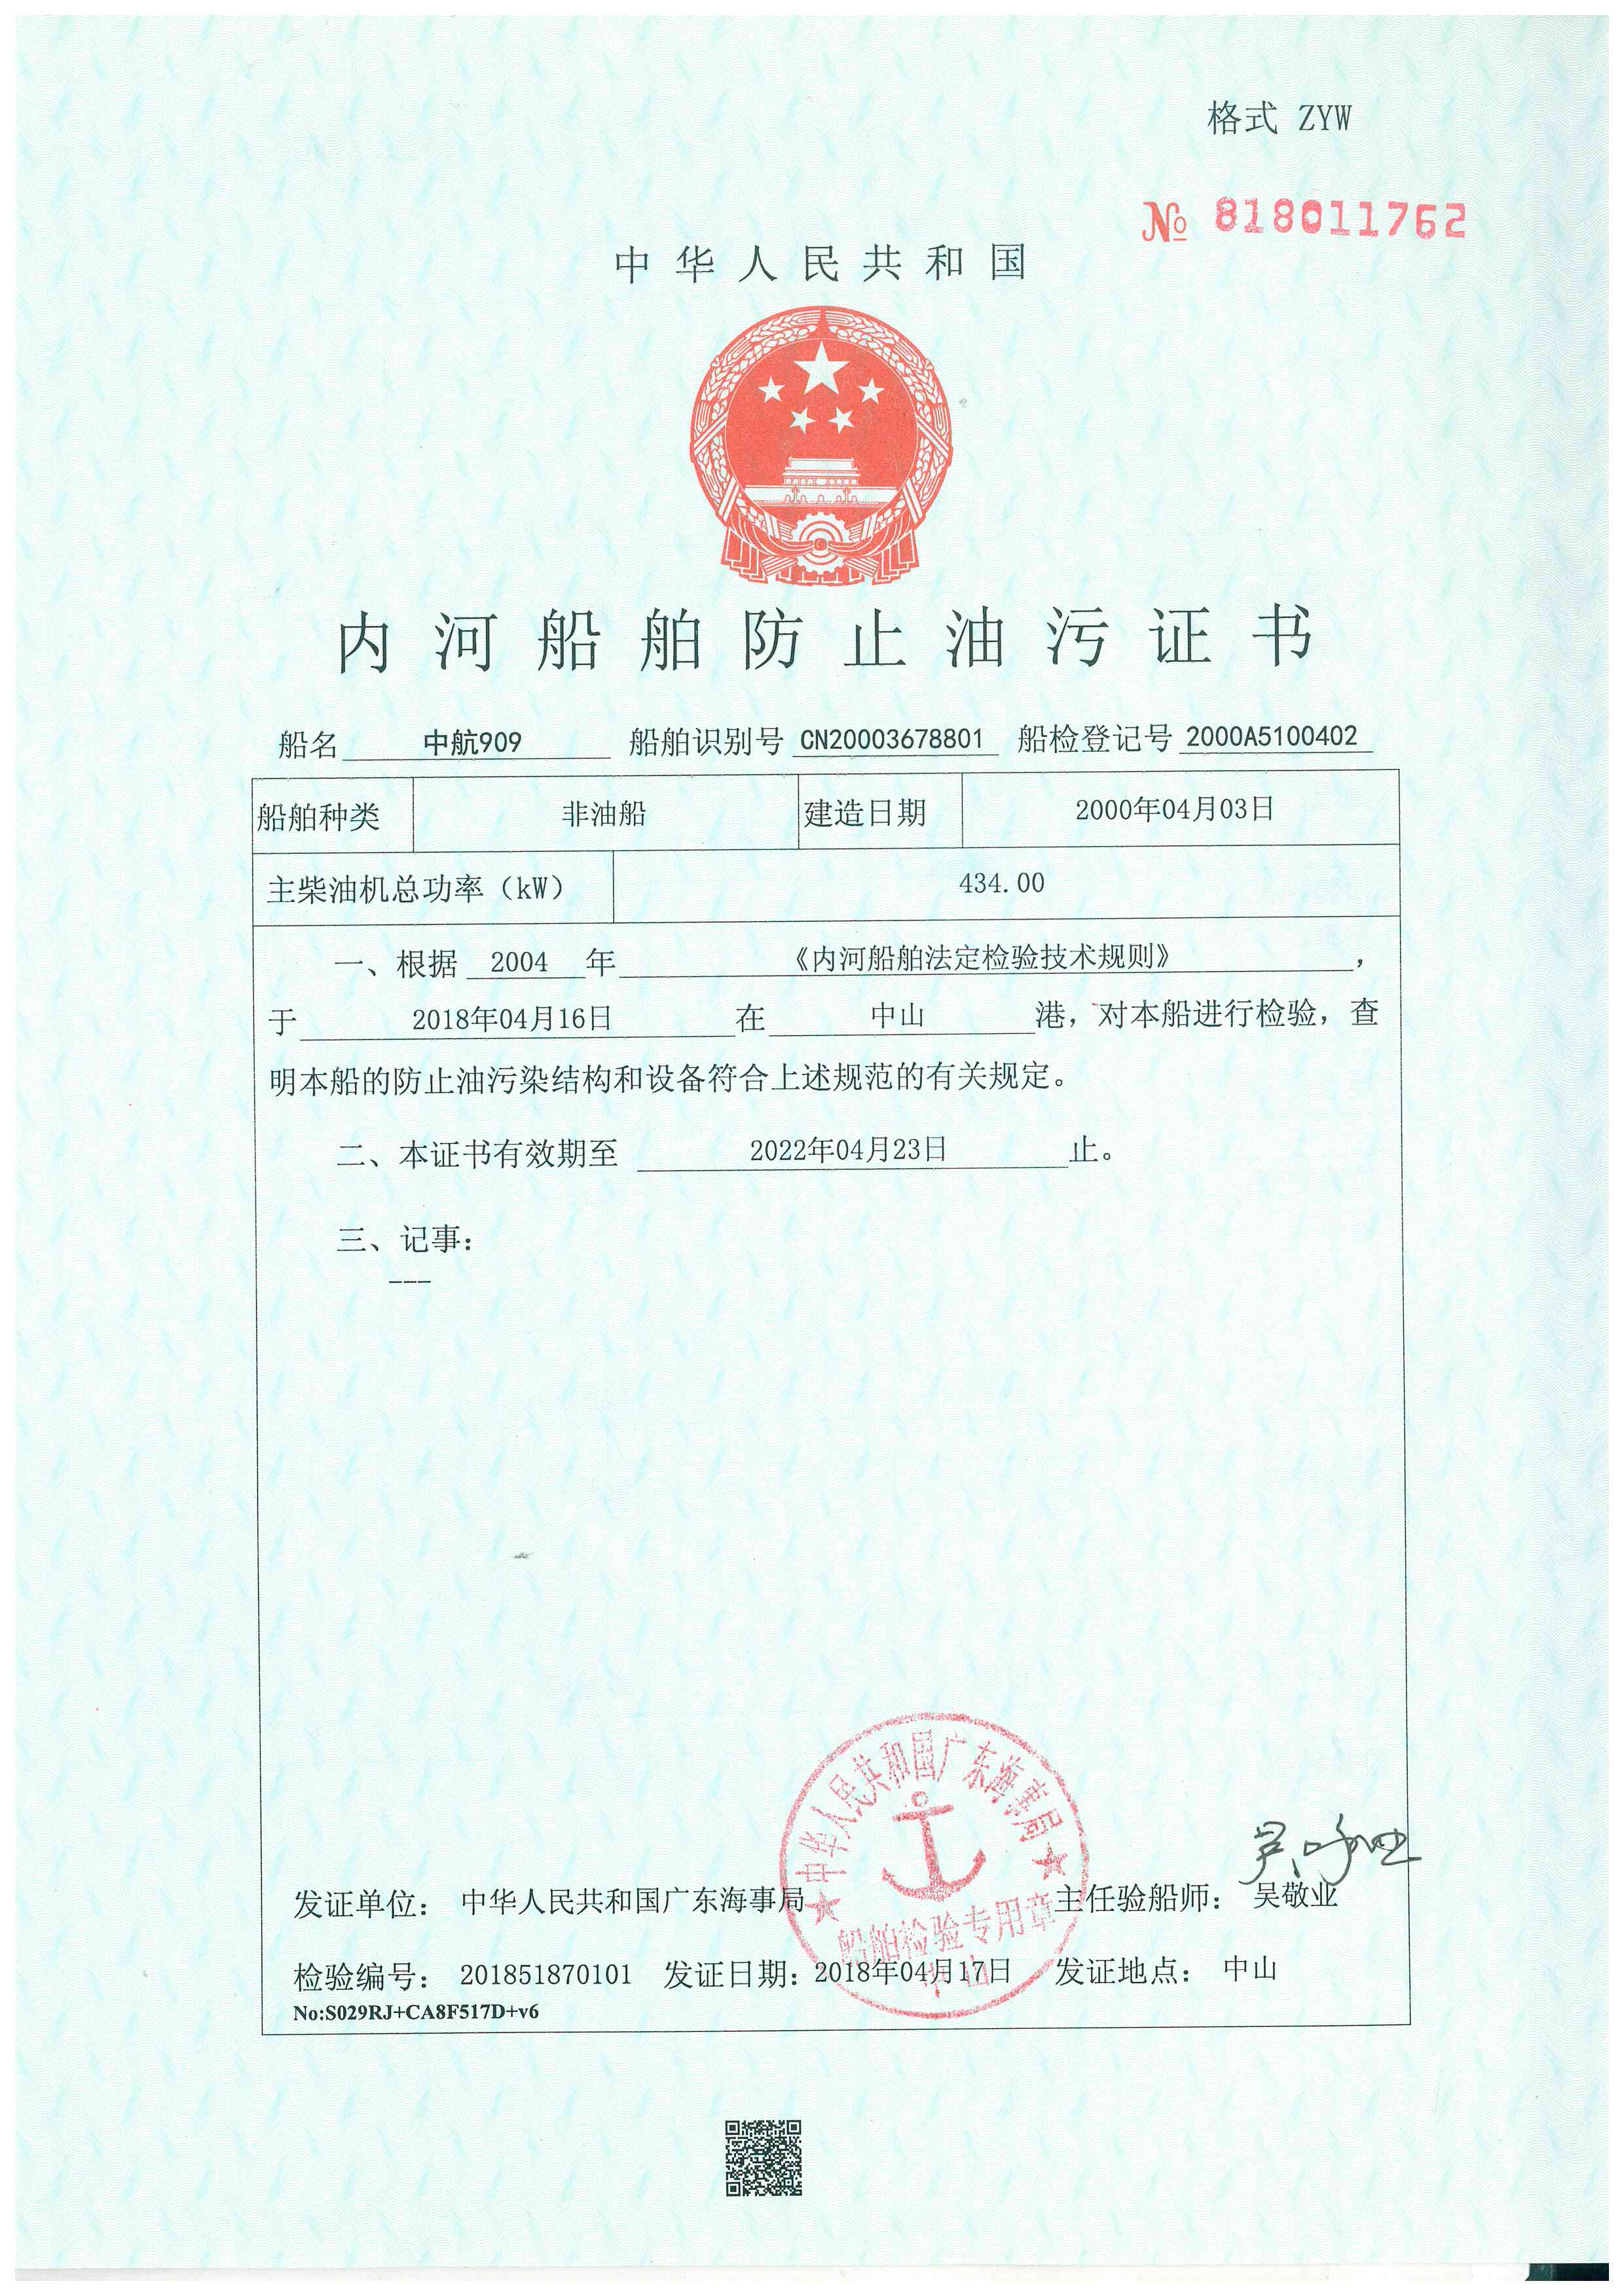 格式 ZYW
№ 818011762
中华人民共和国
内河船舶防止油污证书
船名 中航909 船舶识别号 CN20003678801 船检登记号 2000A5100402
船舶种类 非油船 建造日期 2000年04月03日
主柴油机总功率（kW） 434.00
一、根据 2004 年 《内河船舶法定检验技术规则》 ，
于 2018年04月16日 在 中山 港，对本船进行检验，查
明本船的防止油污染结构和设备符合上述规范的有关规定。
二、本证书有效期至 2022年04月23日 止。
三、记事：
---
中华人民共和国广东海事局
船舶检验专用章
中山
发证单位： 中华人民共和国广东海事局 主任验船师： 吴敬业
检验编号： 201851870101 发证日期：2018年04月17日 发证地点： 中山
No:S029RJ+CA8F517D+v6